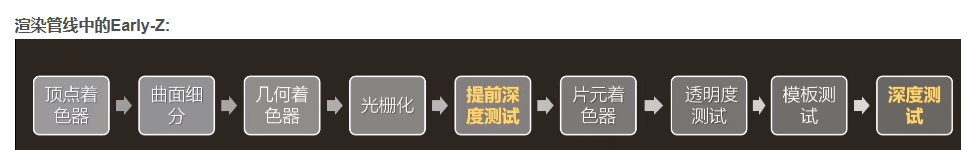 渲染管线中的Early-Z:
顶点着
色器
曲面细
分
几何着
色器
光栅化
提前深
度测试
片元着
色器
透明度
测试
模板测
试
深度测
试